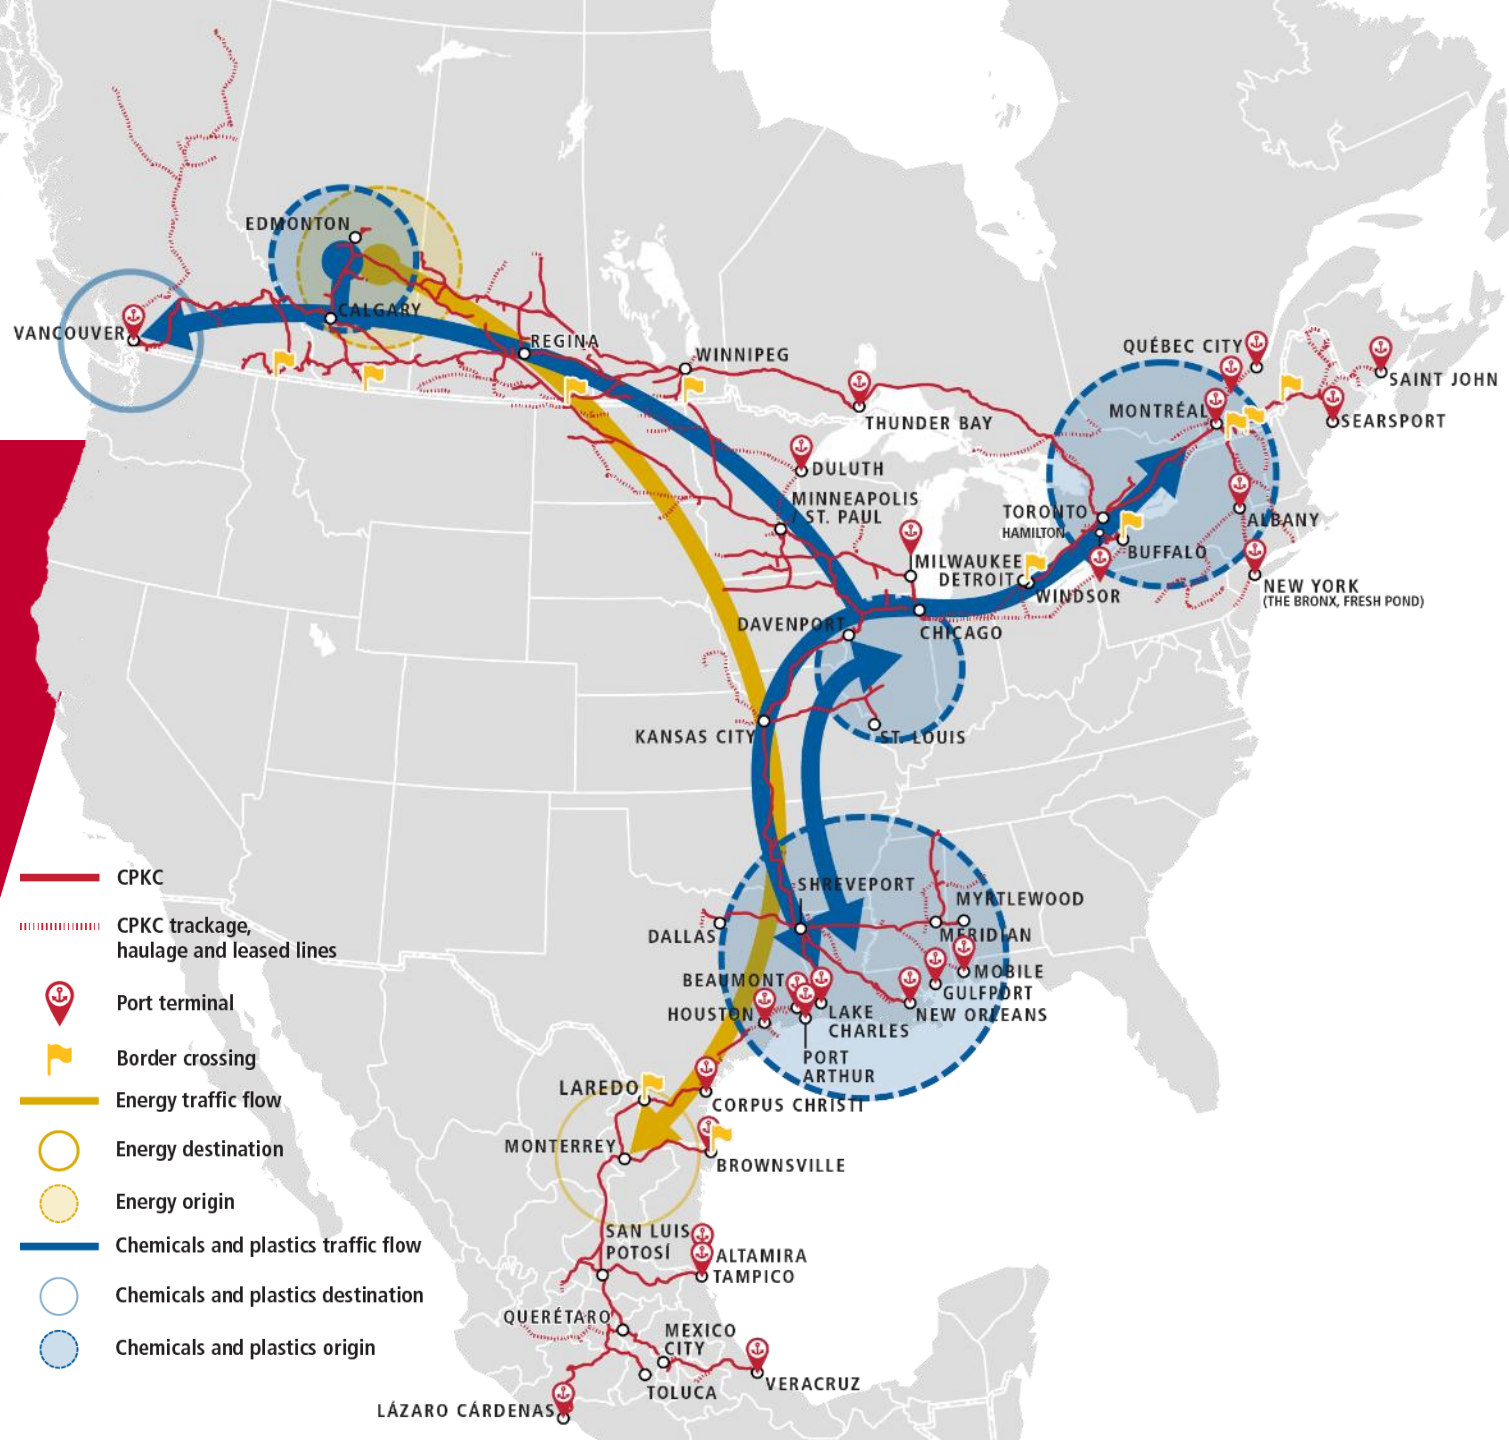 EDMONTON
CALGARY
VANCOUVER
REGINA
WINNIPEG
THUNDER BAY
DULUTH
MINNEAPOLIS
/ ST. PAUL
QUÉBEC CITY
SAINT JOHN
MONTRÉAL
SEARSPORT
TORONTO
HAMILTON
ALBANY
BUFFALO
MILWAUKEE
DETROIT
WINDSOR
NEW YORK
(THE BRONX, FRESH POND)
DAVENPORT
CHICAGO
KANSAS CITY
ST. LOUIS
SHREVEPORT
MYRTLEWOOD
DALLAS
MERIDIAN
BEAUMONT
MOBILE
GULFPORT
HOUSTON
LAKE
CHARLES
NEW ORLEANS
PORT
ARTHUR
LAREDO
CORPUS CHRISTI
MONTERREY
BROWNSVILLE
SAN LUIS
POTOSÍ
ALTAMIRA
TAMPICO
QUERÉTARO
MEXICO
CITY
TOLUCA
VERACRUZ
LÁZARO CÁRDENAS
CPKC
CPKC trackage,
haulage and leased lines
Port terminal
Border crossing
Energy traffic flow
Energy destination
Energy origin
Chemicals and plastics traffic flow
Chemicals and plastics destination
Chemicals and plastics origin